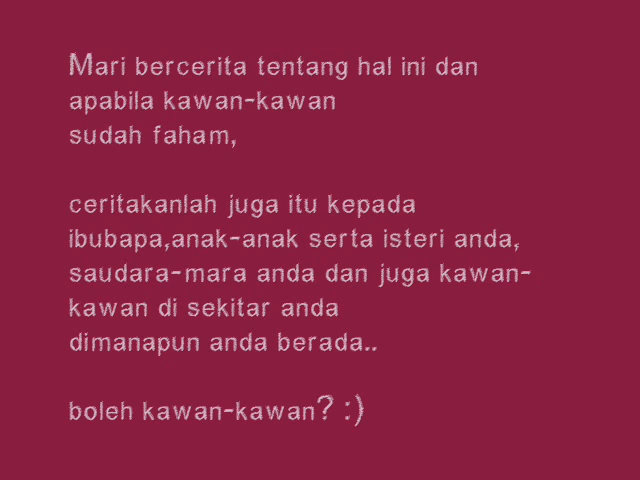 Mari bercerita tentang hal ini dan
apabila kawan-kawan
sudah faham,
ceritakanlah juga itu kepada
ibubapa,anak-anak serta isteri anda,
saudara-mara anda dan juga kawan-
kawan di sekitar anda
dimanapun anda berada..
boleh kawan-kawan? :)